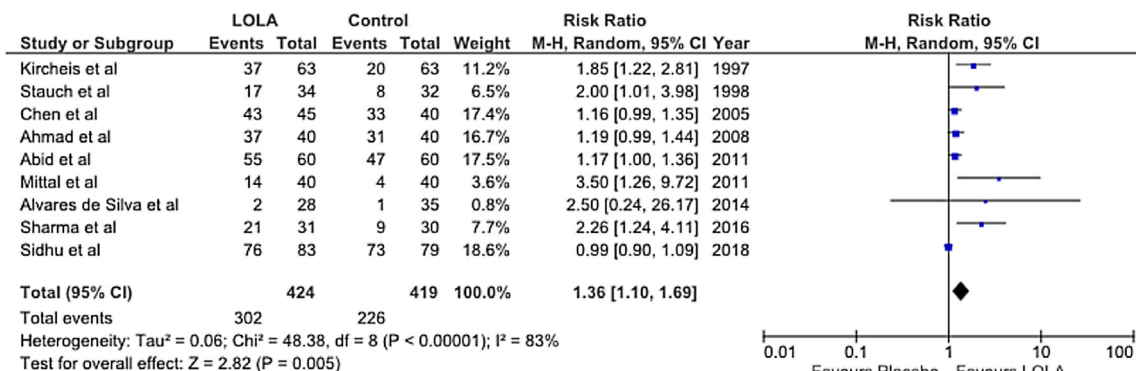 LOLA Control Risk Ratio Risk Ratio
Study or Subgroup Events Total Events Total Weight M-H, Random, 95% CI Year M-H, Random, 95% CI
Kircheis et al 37 63 20 63 11.2% 1.85 [1.22, 2.81] 1997
Stauch et al 17 34 8 32 6.5% 2.00 [1.01, 3.98] 1998
Chen et al 43 45 33 40 17.4% 1.16 [0.99, 1.35] 2005
Ahmad et al 37 40 31 40 16.7% 1.19 [0.99, 1.44] 2008
Abid et al 55 60 47 60 17.5% 1.17 [1.00, 1.36] 2011
Mittal et al 14 40 4 40 3.6% 3.50 [1.26, 9.72] 2011
Alvares de Silva et al 2 28 1 35 0.8% 2.50 [0.24, 26.17] 2014
Sharma et al 21 31 9 30 7.7% 2.26 [1.24, 4.11] 2016
Sidhu et al 76 83 73 79 18.6% 0.99 [0.90, 1.09] 2018
Total (95% CI) 424 419 100.0% 1.36 [1.10, 1.69]
Total events 302 226
Heterogeneity: Tau² = 0.06; Chi² = 48.38, df = 8 (P < 0.00001); I² = 83%
Test for overall effect: Z = 2.82 (P = 0.005)
0.01 0.1 1 10 100
Favours Placebo Favours LOLA